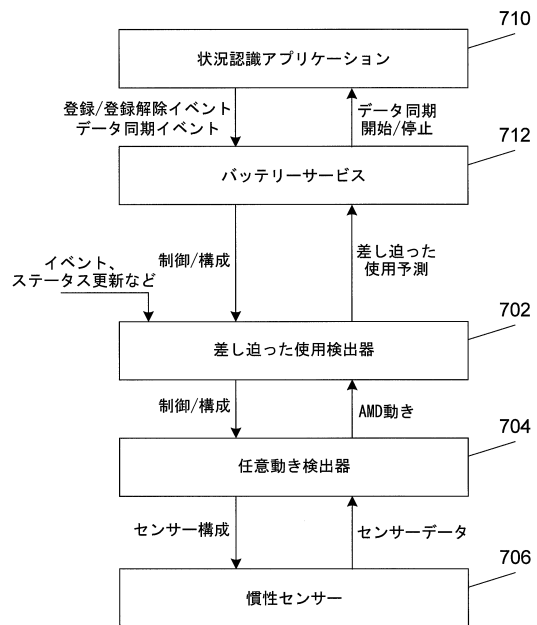 710
状況認識アプリケーション
登録/登録解除イベント
データ同期イベント
データ同期
開始/停止
712
バッテリーサービス
制御/構成
差し迫った
使用予測
イベント、
ステータス更新など
702
差し迫った使用検出器
制御/構成
AMD動き
704
任意動き検出器
センサー構成
センサーデータ
706
慣性センサー